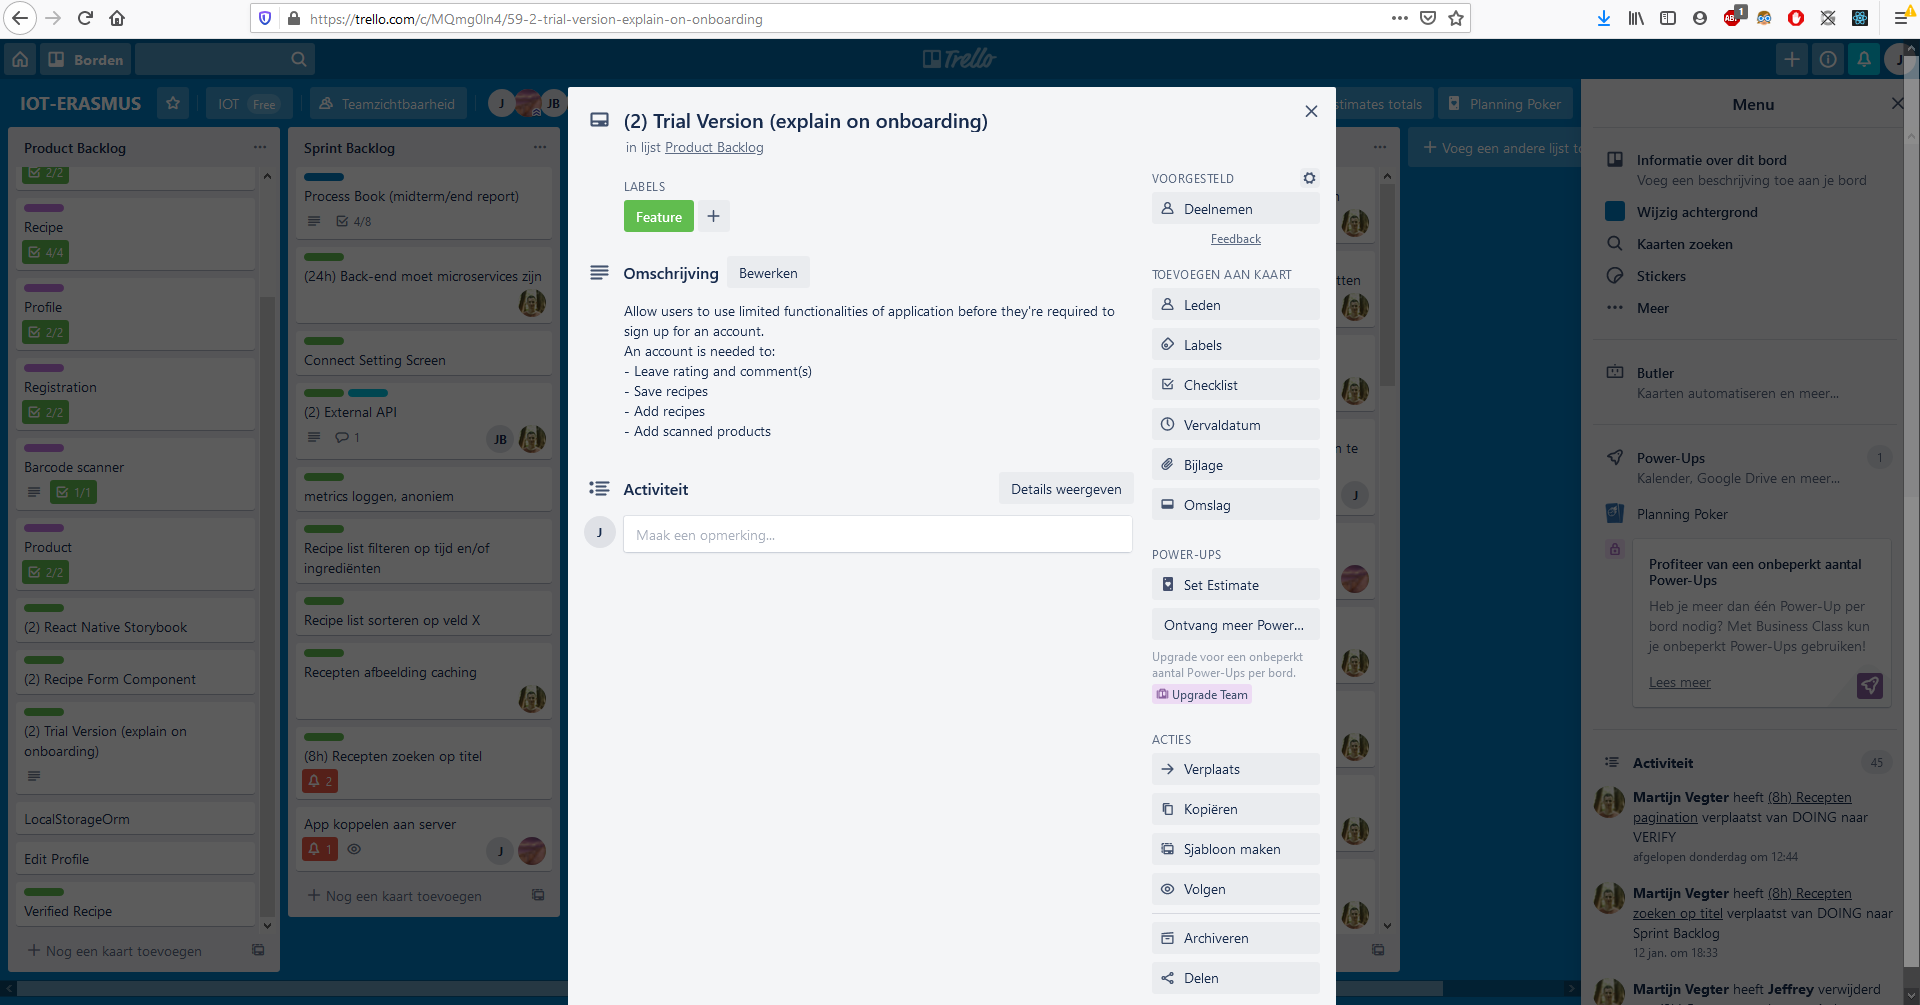 https://trello.com/c/MQmg0ln4/59-2-trial-version-explain-on-onboarding
1
Borden
Trello
J
IOT-ERASMUS
IOT Free
Teamzichtbaarheid
J
JB
stimates totals
Planning Poker
Product Backlog
2/2
Recipe
4/4
Profile
2/2
Registration
2/2
Barcode scanner
1/1
Product
2/2
(2) React Native Storybook
(2) Recipe Form Component
(2) Trial Version (explain on
onboarding)
LocalStorageOrm
Edit Profile
Verified Recipe
+ Nog een kaart toevoegen
Sprint Backlog
Process Book (midterm/end report)
4/8
(24h) Back-end moet microservices zijn
Connect Setting Screen
(2) External API
1
JB
metrics loggen, anoniem
Recipe list filteren op tijd en/of
ingrediënten
Recipe list sorteren op veld X
Recepten afbeelding caching
(8h) Recepten zoeken op titel
2
App koppelen aan server
1
J
+ Nog een kaart toevoegen
(2) Trial Version (explain on onboarding)
in lijst Product Backlog
LABELS
Feature
+
Omschrijving
Bewerken
Allow users to use limited functionalities of application before they're required to
sign up for an account.
An account is needed to:
- Leave rating and comment(s)
- Save recipes
- Add recipes
- Add scanned products
Activiteit
Details weergeven
J
Maak een opmerking...
VOORGESTELD
Deelnemen
Feedback
TOEVOEGEN AAN KAART
Leden
Labels
Checklist
Vervaldatum
Bijlage
Omslag
POWER-UPS
Set Estimate
Ontvang meer Power...
Upgrade voor een onbeperkt
aantal Power-Ups per bord.
Upgrade Team
ACTIES
Verplaats
Kopiëren
Sjabloon maken
Volgen
Archiveren
Delen
n
tten
n te
J
+ Voeg een andere lijst to
Menu
Informatie over dit bord
Voeg een beschrijving toe aan je bord
Wijzig achtergrond
Kaarten zoeken
Stickers
Meer
Butler
Kaarten automatiseren en meer...
Power-Ups
1
Kalender, Google Drive en meer...
Planning Poker
Profiteer van een onbeperkt aantal
Power-Ups
Heb je meer dan één Power-Up per
bord nodig? Met Business Class kun
je onbeperkt Power-Ups gebruiken!
Lees meer
Activiteit
45
Martijn Vegter heeft (8h) Recepten
pagination verplaatst van DOING naar
VERIFY
afgelopen donderdag om 12:44
Martijn Vegter heeft (8h) Recepten
zoeken op titel verplaatst van DOING naar
Sprint Backlog
12 jan. om 18:33
Martijn Vegter heeft Jeffrey verwijderd